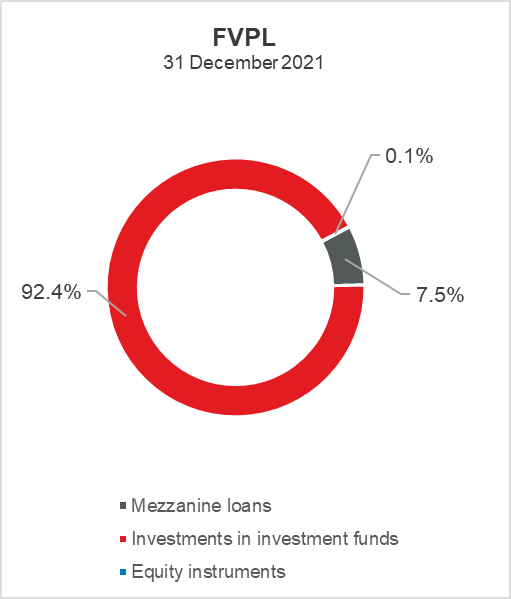 FVPL
31 December 2021
0.1%
92.4%
7.5%
Mezzanine loans
Investments in investment funds
Equity instruments